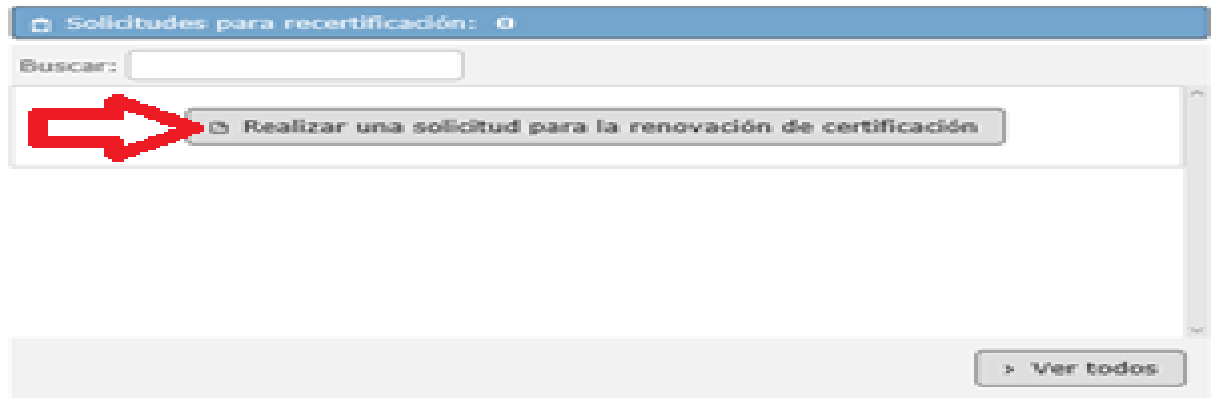 Solicitudes para recertificación: 0
Buscar:
Realizar una solicitud para la renovación de certificación
Ver todos